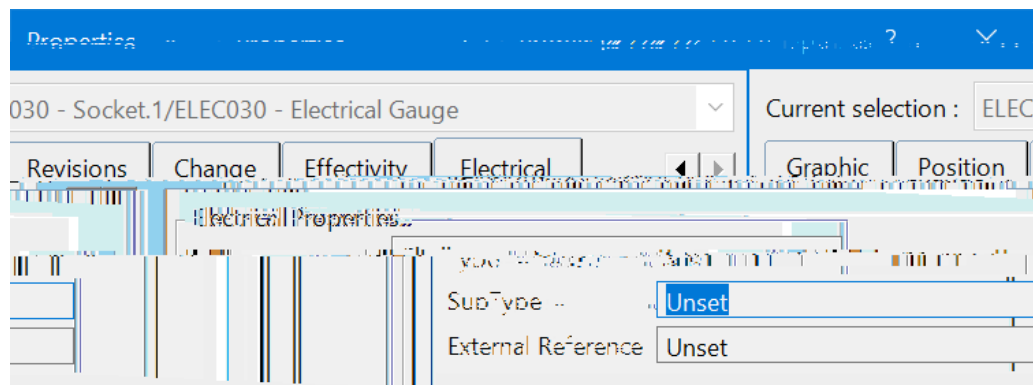 Properties
?
030 - Socket.1/ELEC030 - Electrical Gauge
Current selection : ELEC
Revisions Change Effectivity Electrical
Graphic Position
Electrical Properties
SubType Unset
External Reference Unset